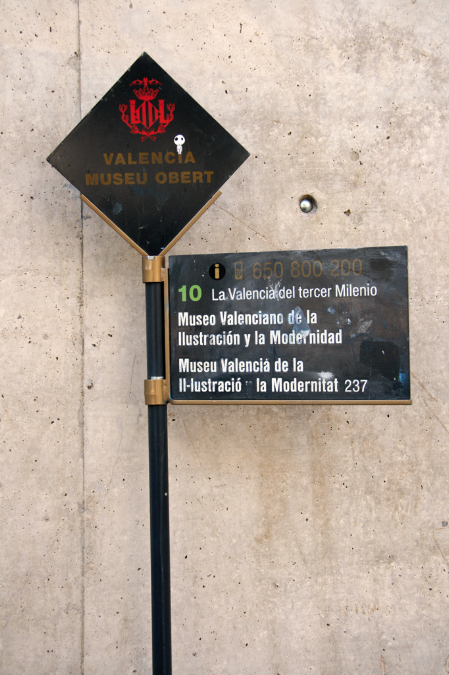 VALENCIA
MUSEU OBERT
i 650 800 200
10 La Valencia del tercer Milenio
Museo Valenciano de la
Ilustración y la Modernidad
Museu Valenciá de la
Il-lustració la Modernitat 237